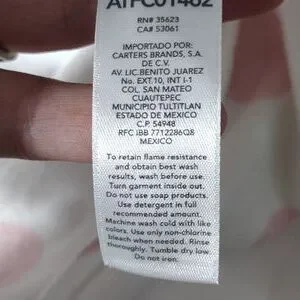 ATFC01482
RN# 35623
CA# 53061
IMPORTADO POR:
CARTERS BRANDS, S.A.
DE C.V.
AV. LIC.BENITO JUAREZ
No. EXT.10, INT I-1
COL. SAN MATEO
CUAUTEPEC
MUNICIPIO TULTITLAN
ESTADO DE MEXICO
C.P. 54948
RFC IBB 7712286Q8
MEXICO
To retain flame resistance
and obtain best wash
results, wash before use.
Turn garment inside out.
Do not use soap products.
Use detergent in full
recommended amount.
Machine wash cold with like
colors. Use only non-chlorine
bleach when needed. Rinse
thoroughly. Tumble dry low.
Do not iron.